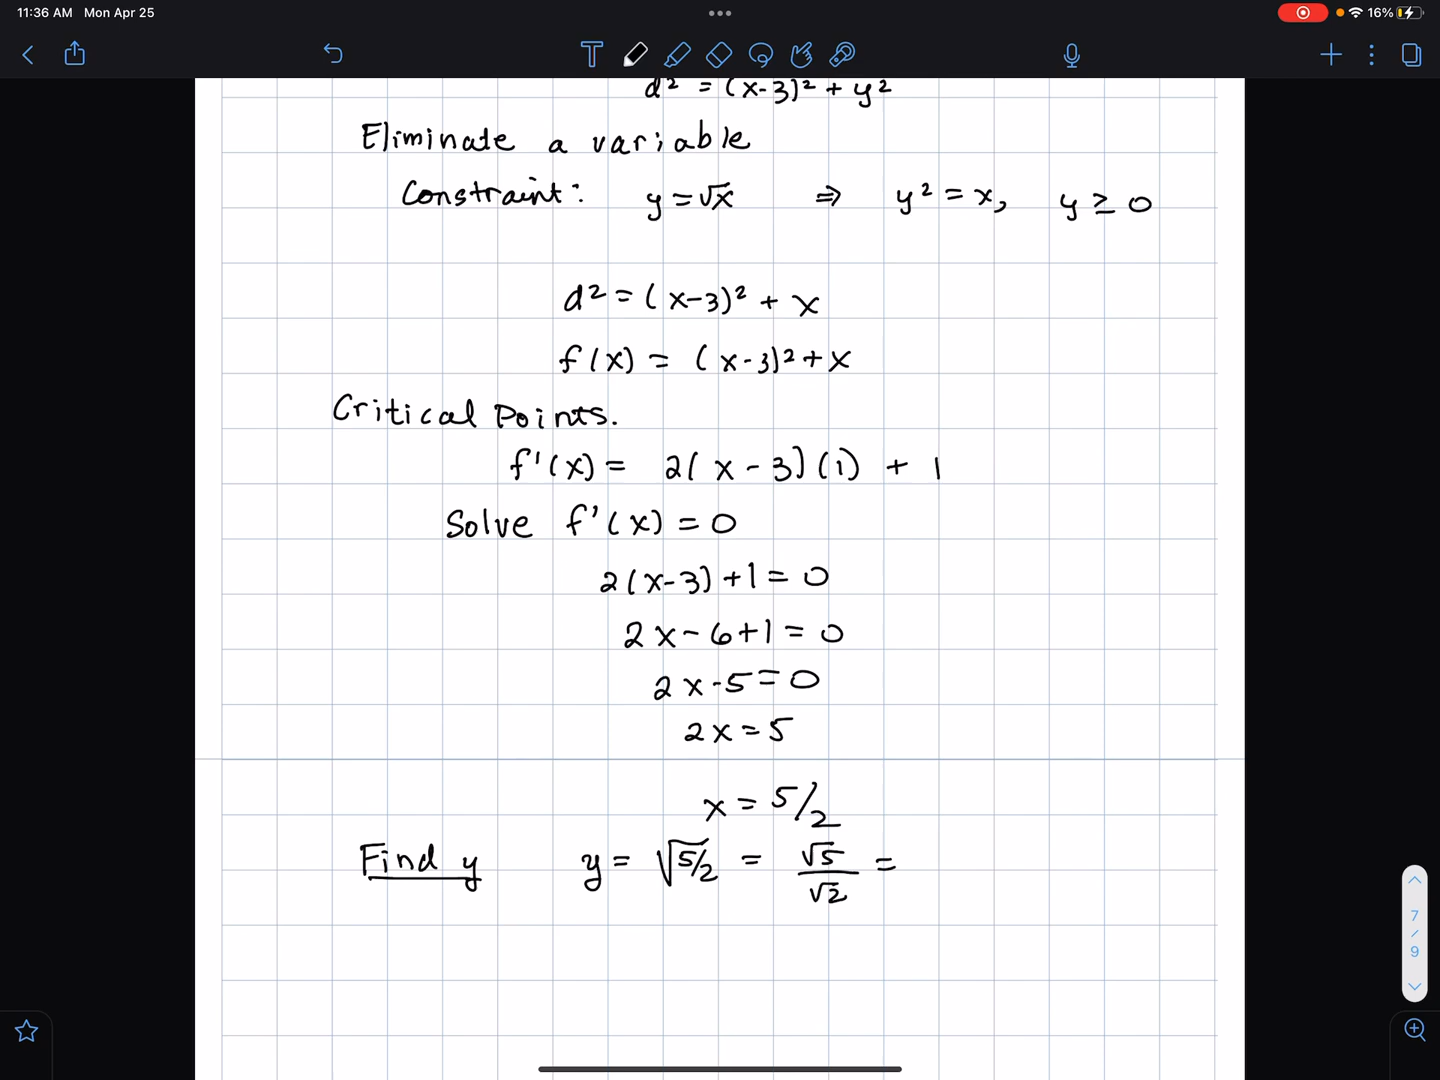 11:36 AM Mon Apr 25
16%
d² = (x-3)² + y²
Eliminate a variable
Constraint: y = √x ⇒ y² = x, y ≥ 0
d² = (x-3)² + x
f(x) = (x-3)² + x
Critical Points.
f'(x) = 2(x-3)(1) + 1
Solve f'(x) = 0
2(x-3)+1 = 0
2x-6+1 = 0
2x-5 = 0
2x = 5
x = 5/2
Find y y = √5/2 = √5/√2 =
7/9